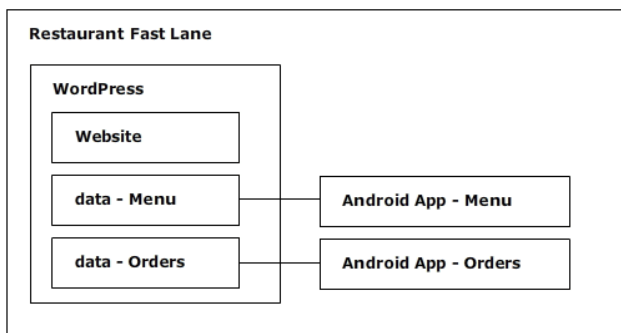 Restaurant Fast Lane
WordPress
Website
data - Menu
Android App - Menu
data - Orders
Android App - Orders